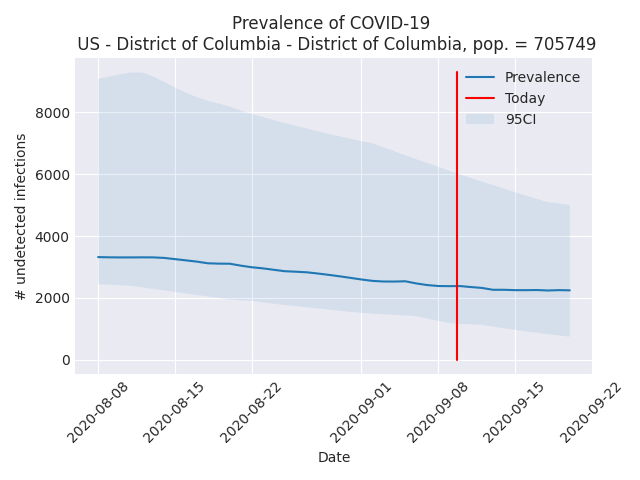 Prevalence of COVID-19
US - District of Columbia - District of Columbia, pop. = 705749
Prevalence
Today
95CI
# undetected infections
8000
6000
4000
2000
0
2020-08-08
2020-08-15
2020-08-22
2020-09-01
2020-09-08
2020-09-15
2020-09-22
Date